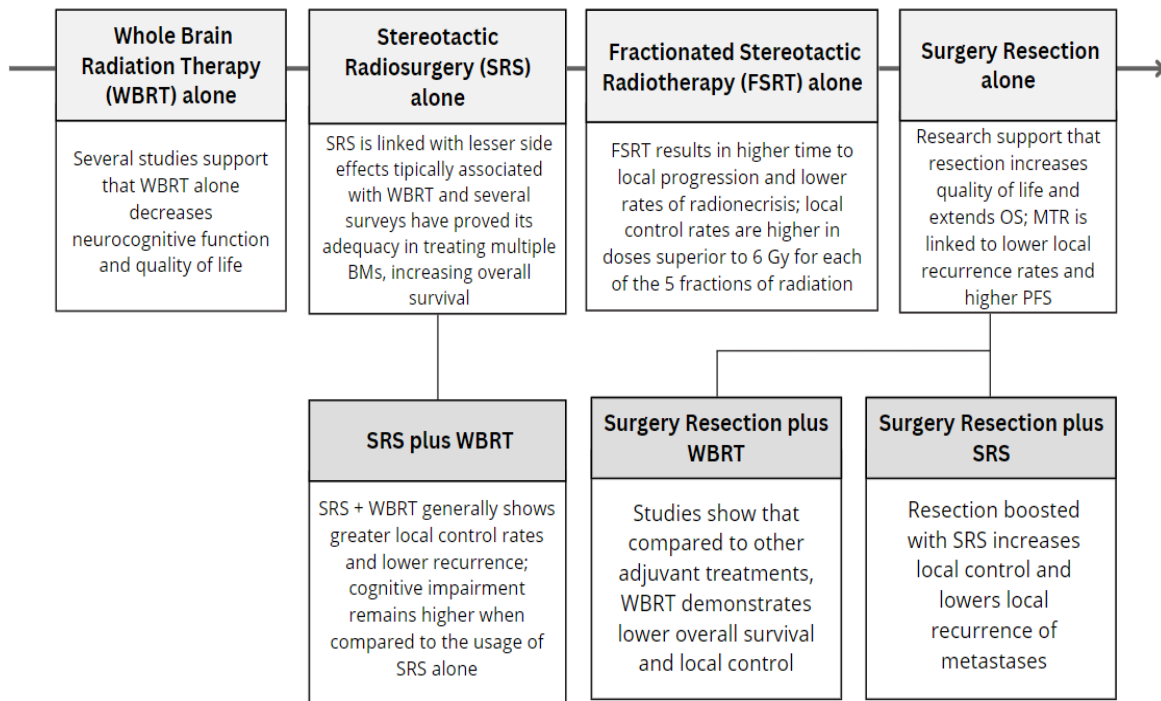 Whole Brain
Radiation Therapy
(WBRT) alone
Several studies support
that WBRT alone
decreases
neurocognitive function
and quality of life
Stereotactic
Radiosurgery (SRS)
alone
SRS is linked with lesser side
effects tipically associated
with WBRT and several
surveys have proved its
adequacy in treating multiple
BMs, increasing overall
survival
Fractionated Stereotactic
Radiotherapy (FSRT) alone
FSRT results in higher time to
local progression and lower
rates of radionecrisis; local
control rates are higher in
doses superior to 6 Gy for each
of the 5 fractions of radiation
Surgery Resection
alone
Research support that
resection increases
quality of life and
extends OS; MTR is
linked to lower local
recurrence rates and
higher PFS
SRS plus WBRT
SRS + WBRT generally shows
greater local control rates
and lower recurrence;
cognitive impairment
remains higher when
compared to the usage of
SRS alone
Surgery Resection plus
WBRT
Studies show that
compared to other
adjuvant treatments,
WBRT demonstrates
lower overall survival
and local control
Surgery Resection plus
SRS
Resection boosted
with SRS increases
local control and
lowers local
recurrence of
metastases